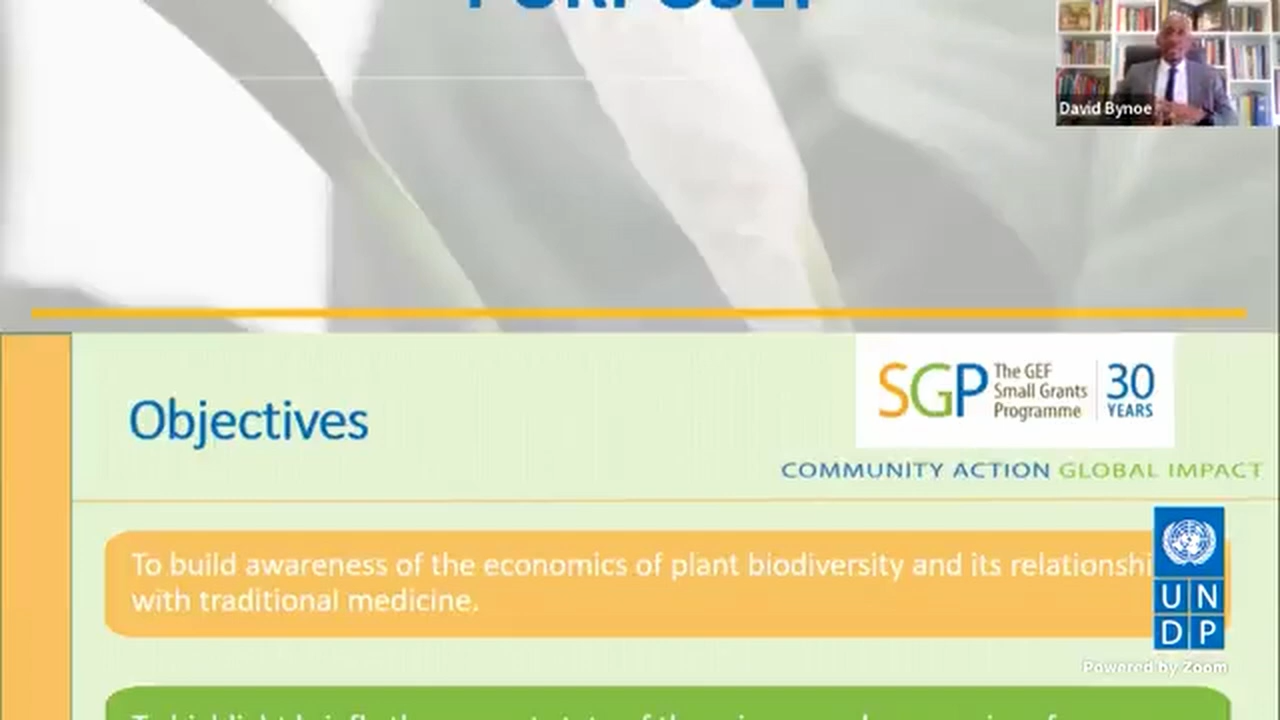 PURPOSE?
David Bynoe
Objectives
SGP
The GEF
Small Grants
Programme
30
YEARS
COMMUNITY ACTION GLOBAL IMPACT
To build awareness of the economics of plant biodiversity and its relationshi
with traditional medicine.
U N
D P
Powered by Zoom